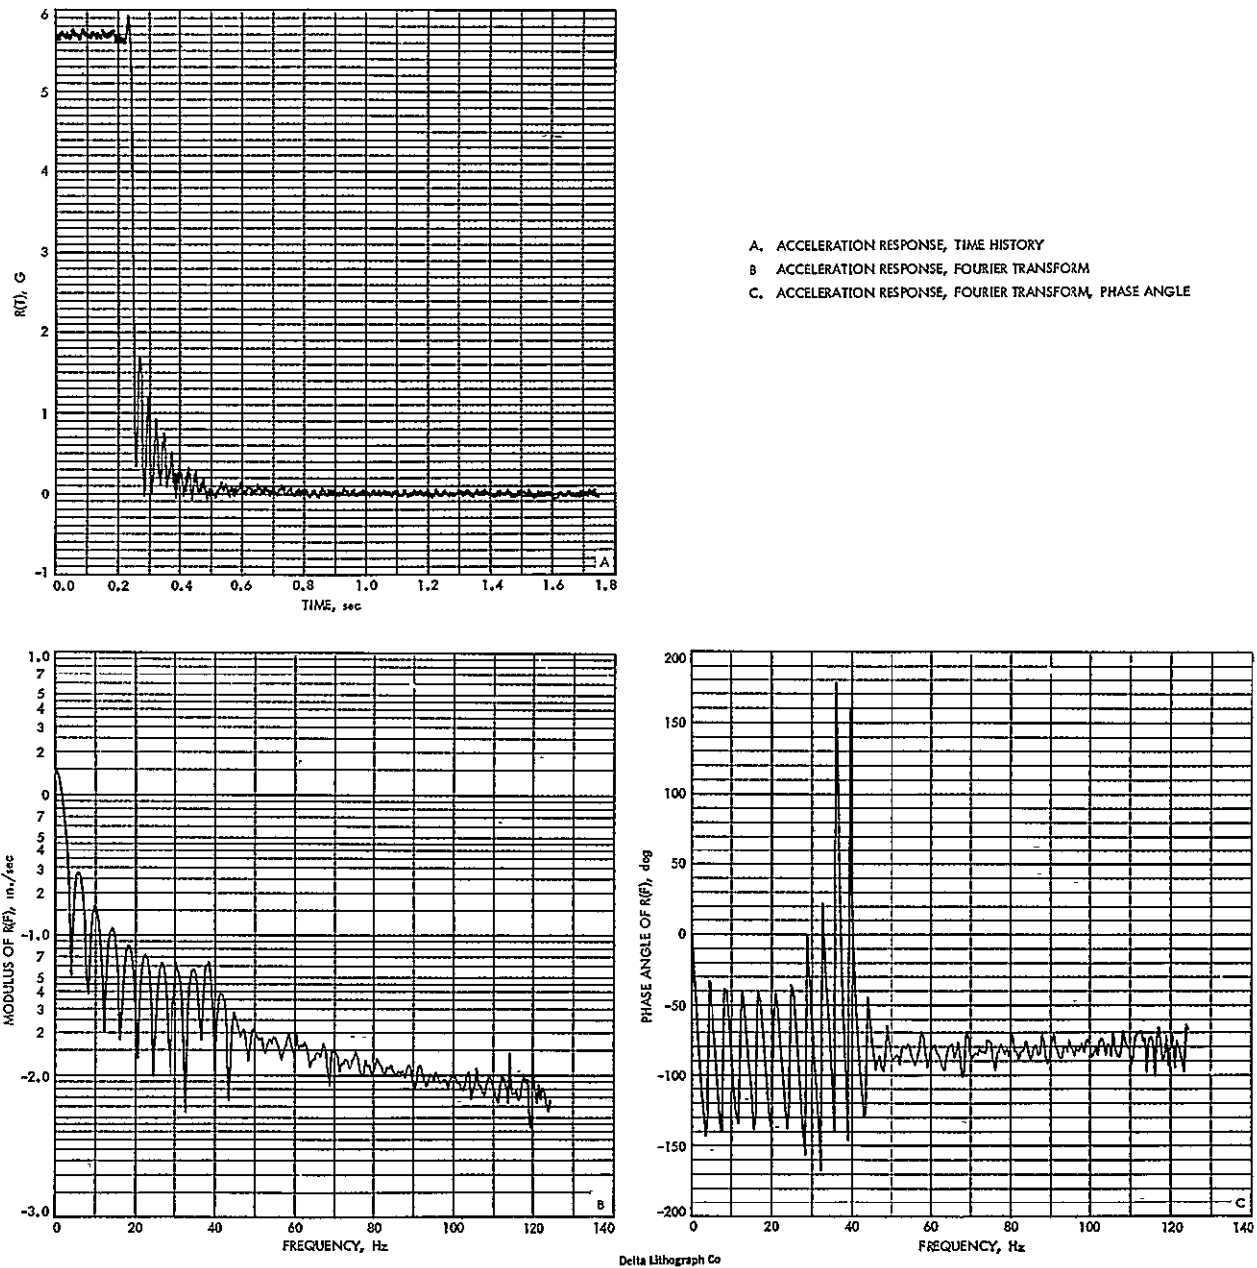 6
5
4
3
2
1
0
-1
R(T), G
0.0 0.2 0.4 0.6 0.8 1.0 1.2 1.4 1.6 1.8
TIME, sec
A
A. ACCELERATION RESPONSE, TIME HISTORY
B ACCELERATION RESPONSE, FOURIER TRANSFORM
C. ACCELERATION RESPONSE, FOURIER TRANSFORM, PHASE ANGLE
1.0
7
5
4
3
2
0
7
5
4
3
2
-1.0
7
5
4
3
2
-2.0
-3.0
MODULUS OF R(F), in./sec
0 20 40 60 80 100 120 140
FREQUENCY, Hz
B
200
150
100
50
0
-50
-100
-150
-200
PHASE ANGLE OF R(F), deg
0 20 40 60 80 100 120 140
FREQUENCY, Hz
C
Delta Lithograph Co